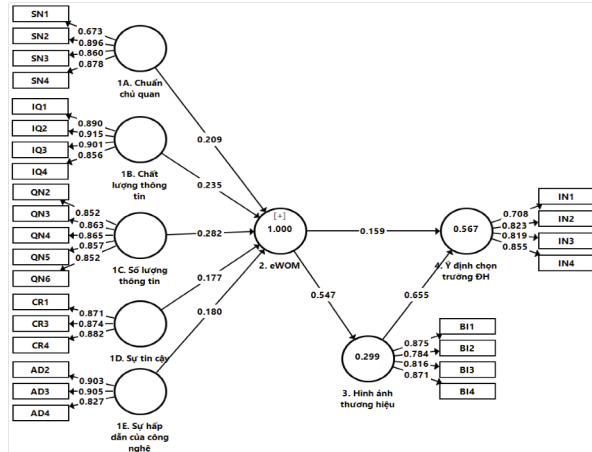 SN1
SN2
SN3
SN4
0.673
0.896
0.860
0.878
1A. Chuẩn
chủ quan
IQ1
IQ2
IQ3
IQ4
0.890
0.915
0.901
0.856
1B. Chất
lượng thông
tin
QN2
QN3
QN4
QN5
QN6
0.852
0.863
0.865
0.857
0.852
1C. Số lượng
thông tin
CR1
CR3
CR4
0.871
0.874
0.882
1D. Sự tin cậy
AD2
AD3
AD4
0.903
0.905
0.827
1E. Sự hấp
dẫn của công
nghệ
0.209
0.235
0.282
0.177
0.180
[+]
1.000
2. eWOM
0.159
0.547
0.655
0.299
3. Hình ảnh
thương hiệu
0.875
0.784
0.816
0.871
BI1
BI2
BI3
BI4
0.567
4. Ý định chọn
trường ĐH
0.708
0.823
0.819
0.855
IN1
IN2
IN3
IN4